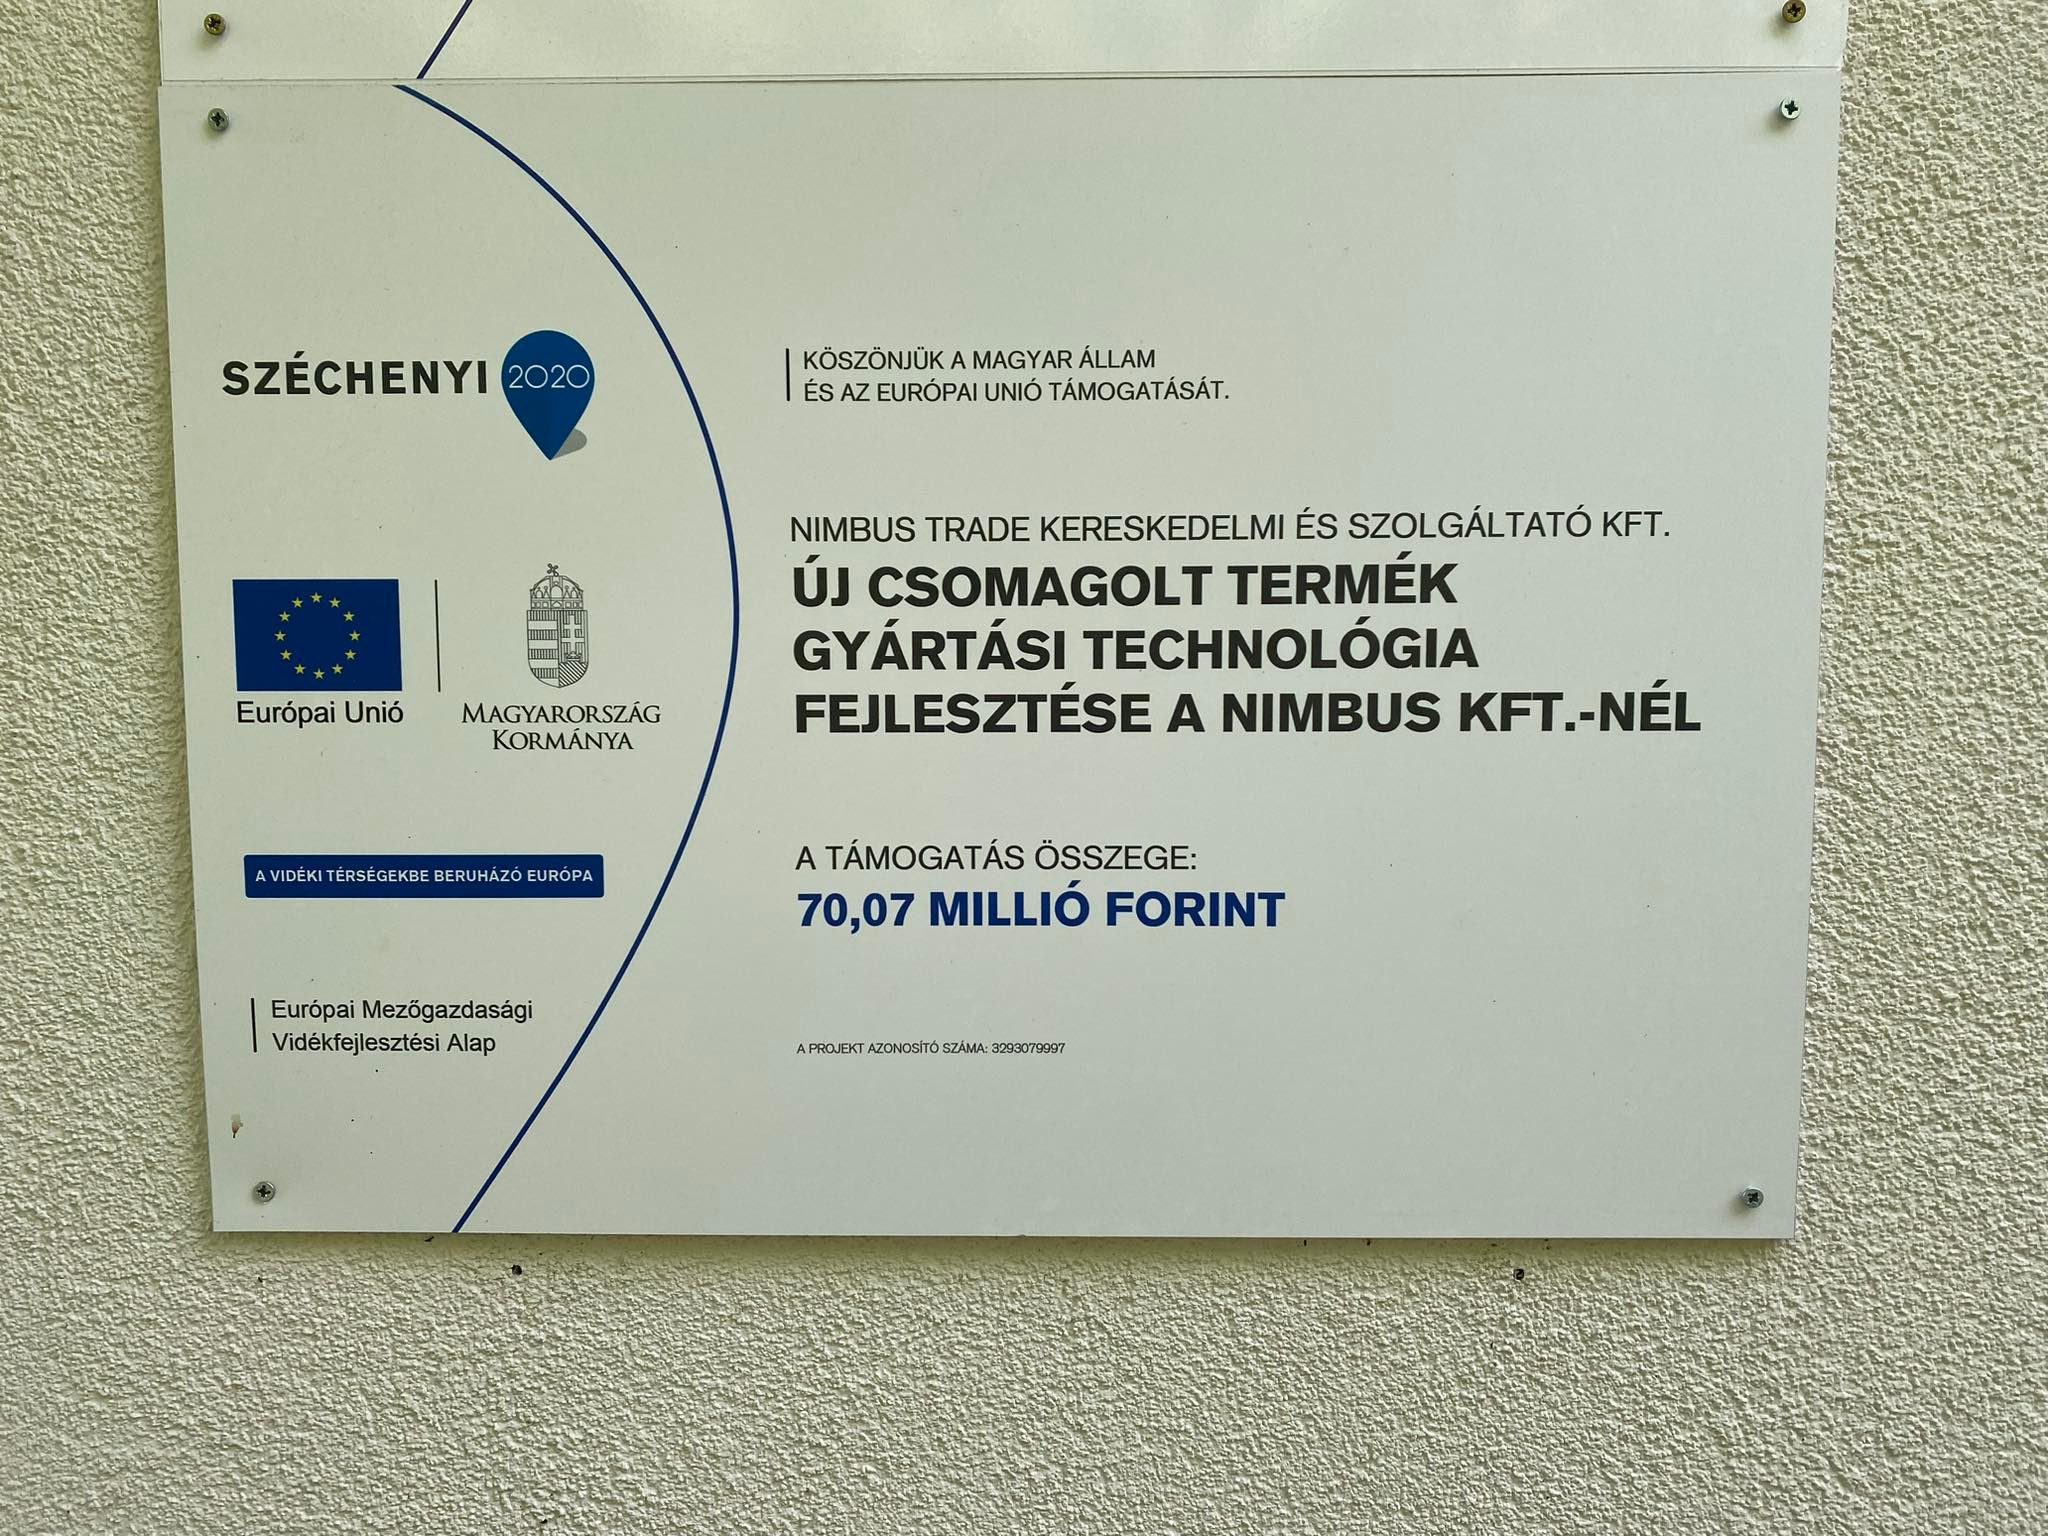 SZÉCHENYI 2020
Európai Unió
MAGYARORSZÁG
KORMÁNYA
A VIDÉKI TÉRSÉGEKBE BERUHÁZÓ EURÓPA
Európai Mezőgazdasági
Vidékfejlesztési Alap
KÖSZÖNJÜK A MAGYAR ÁLLAM
ÉS AZ EURÓPAI UNIÓ TÁMOGATÁSÁT.
NIMBUS TRADE KERESKEDELMI ÉS SZOLGÁLTATÓ KFT.
ÚJ CSOMAGOLT TERMÉK
GYÁRTÁSI TECHNOLÓGIA
FEJLESZTÉSE A NIMBUS KFT.-NÉL
A TÁMOGATÁS ÖSSZEGE:
70,07 MILLIÓ FORINT
A PROJEKT AZONOSÍTÓ SZÁMA: 3293079997